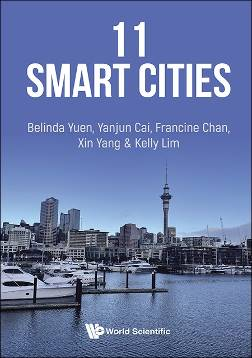 11
SMART CITIES
Belinda Yuen, Yanjun Cai, Francine Chan,
Xin Yang & Kelly Lim
World Scientific